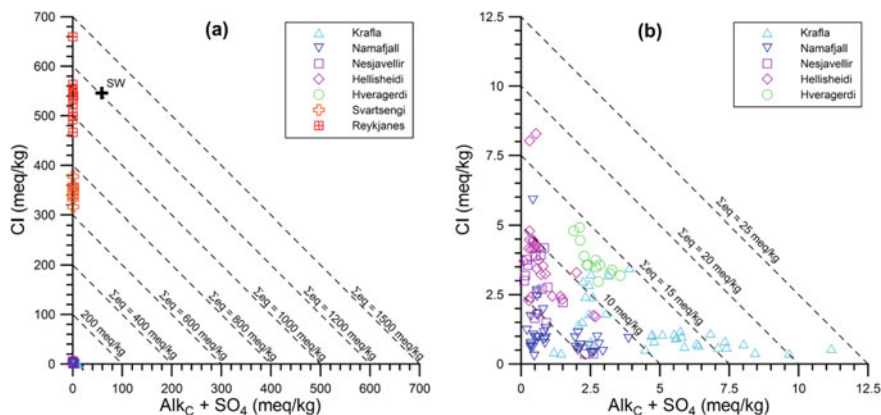 (a)
Krafla
Namafjall
Nesjavellir
Hellisheidi
Hveragerdi
Svartsengi
Reykjanes
SW
Cl (meq/kg)
700
600
500
400
300
200
100
0
200 meq/kg
Σeq = 400 meq/kg
Σeq = 600 meq/kg
Σeq = 800 meq/kg
Σeq = 1000 meq/kg
Σeq = 1200 meq/kg
Σeq = 1500 meq/kg
0 100 200 300 400 500 600 700
Alk_C + SO₄ (meq/kg)
(b)
Krafla
Namafjall
Nesjavellir
Hellisheidi
Hveragerdi
Cl (meq/kg)
12.5
10
7.5
5
2.5
0
10 meq/kg
Σeq = 15 meq/kg
Σeq = 20 meq/kg
Σeq = 25 meq/kg
0 2.5 5 7.5 10 12.5
Alk_C + SO₄ (meq/kg)